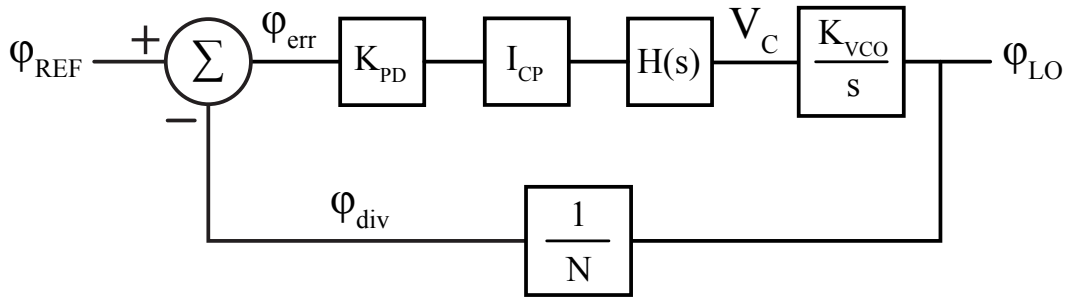 φREF
+
−
Σ
φerr
KPD
ICP
H(s)
VC
KVCO
s
φLO
φdiv
1
N